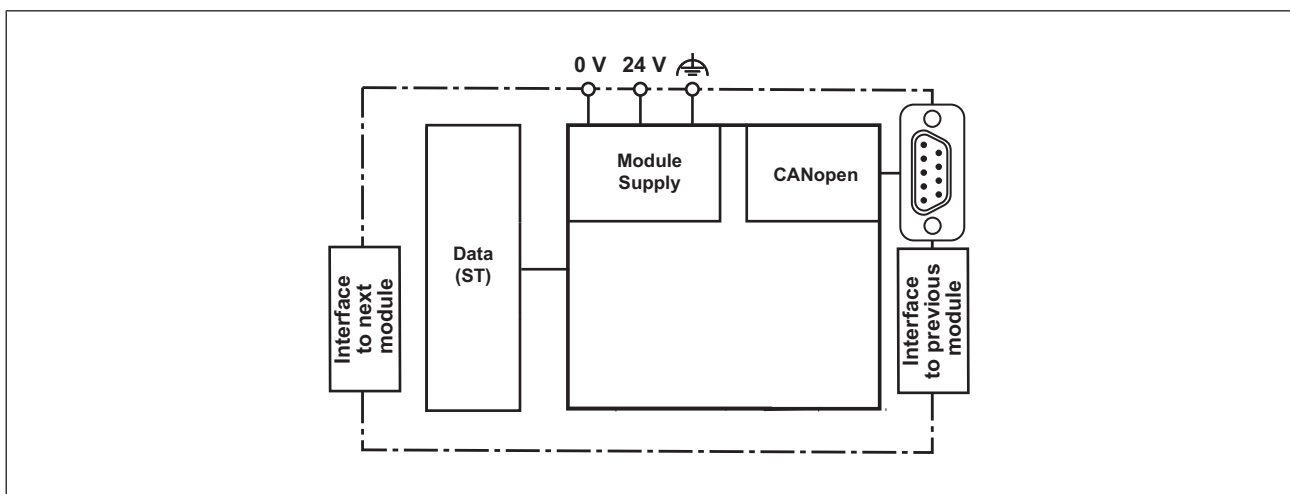 0 V 24 V
Module
Supply
CANopen
Data
(ST)
Interface
to next
module
Interface
to previous
module